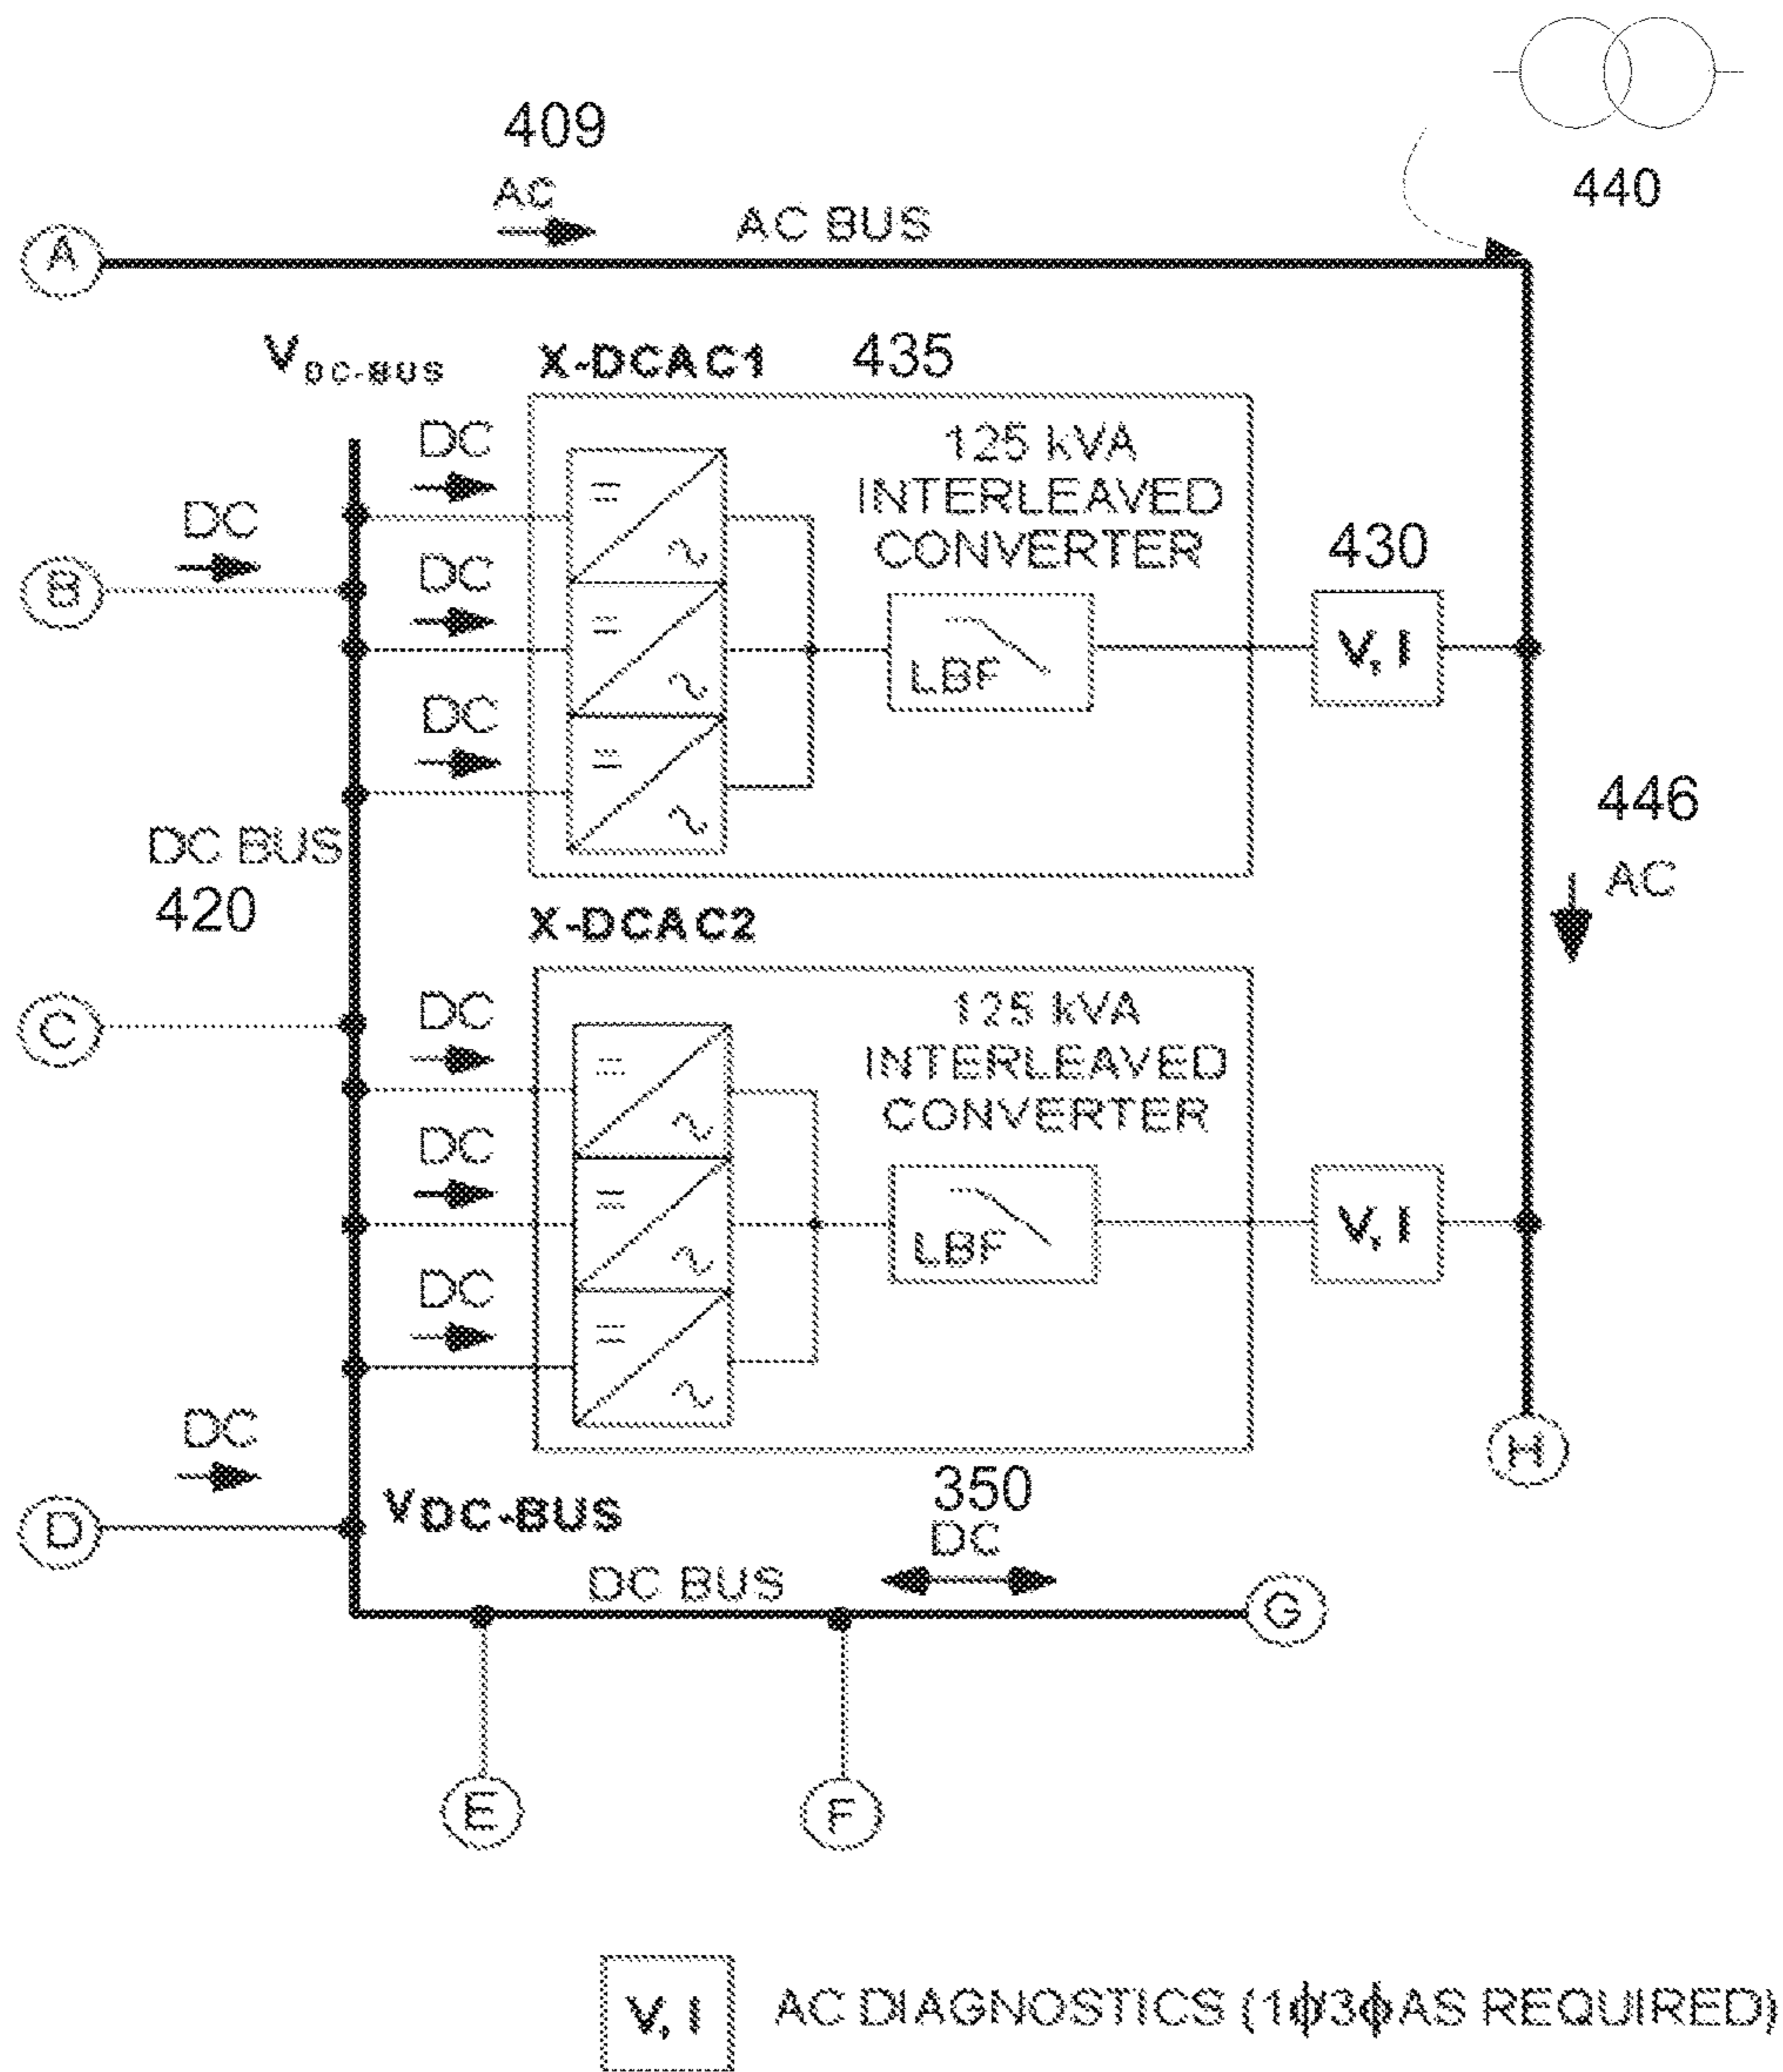 440
409
AC
AC BUS
A
V DC-BUS
X-DCAC1
435
DC
125 kVA
INTERLEAVED
CONVERTER
DC
B
DC
430
LBF
V, I
DC
446
AC
DC BUS
420
X-DCAC2
C
DC
125 kVA
INTERLEAVED
CONVERTER
DC
LBF
V, I
DC
DC
H
D
V DC-BUS
350
DC
DC BUS
G
E
F
V, I
AC DIAGNOSTICS (1ϕ/3ϕ AS REQUIRED)